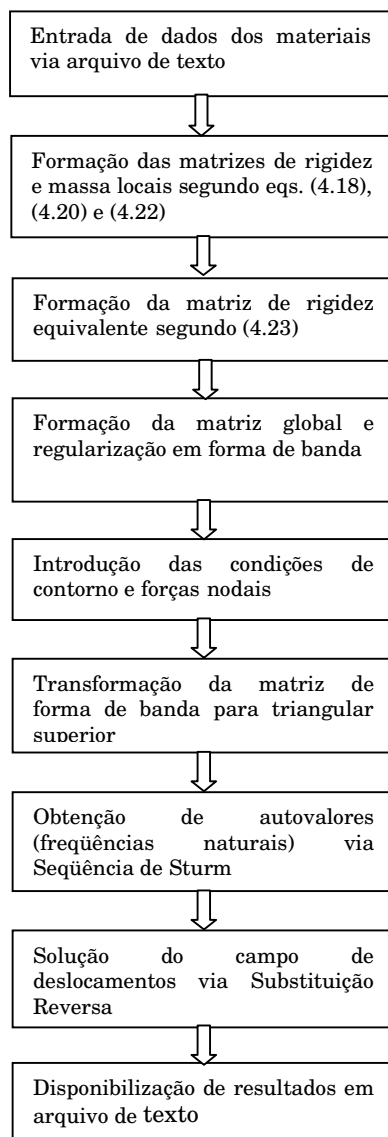 Entrada de dados dos materiais
via arquivo de texto
Formação das matrizes de rigidez
e massa locais segundo eqs. (4.18),
(4.20) e (4.22)
Formação da matriz de rigidez
equivalente segundo (4.23)
Formação da matriz global e
regularização em forma de banda
Introdução das condições de
contorno e forças nodais
Transformação da matriz de
forma de banda para triangular
superior
Obtenção de autovalores
(freqüências naturais) via
Seqüência de Sturm
Solução do campo de
deslocamentos via Substituição
Reversa
Disponibilização de resultados em
arquivo de texto